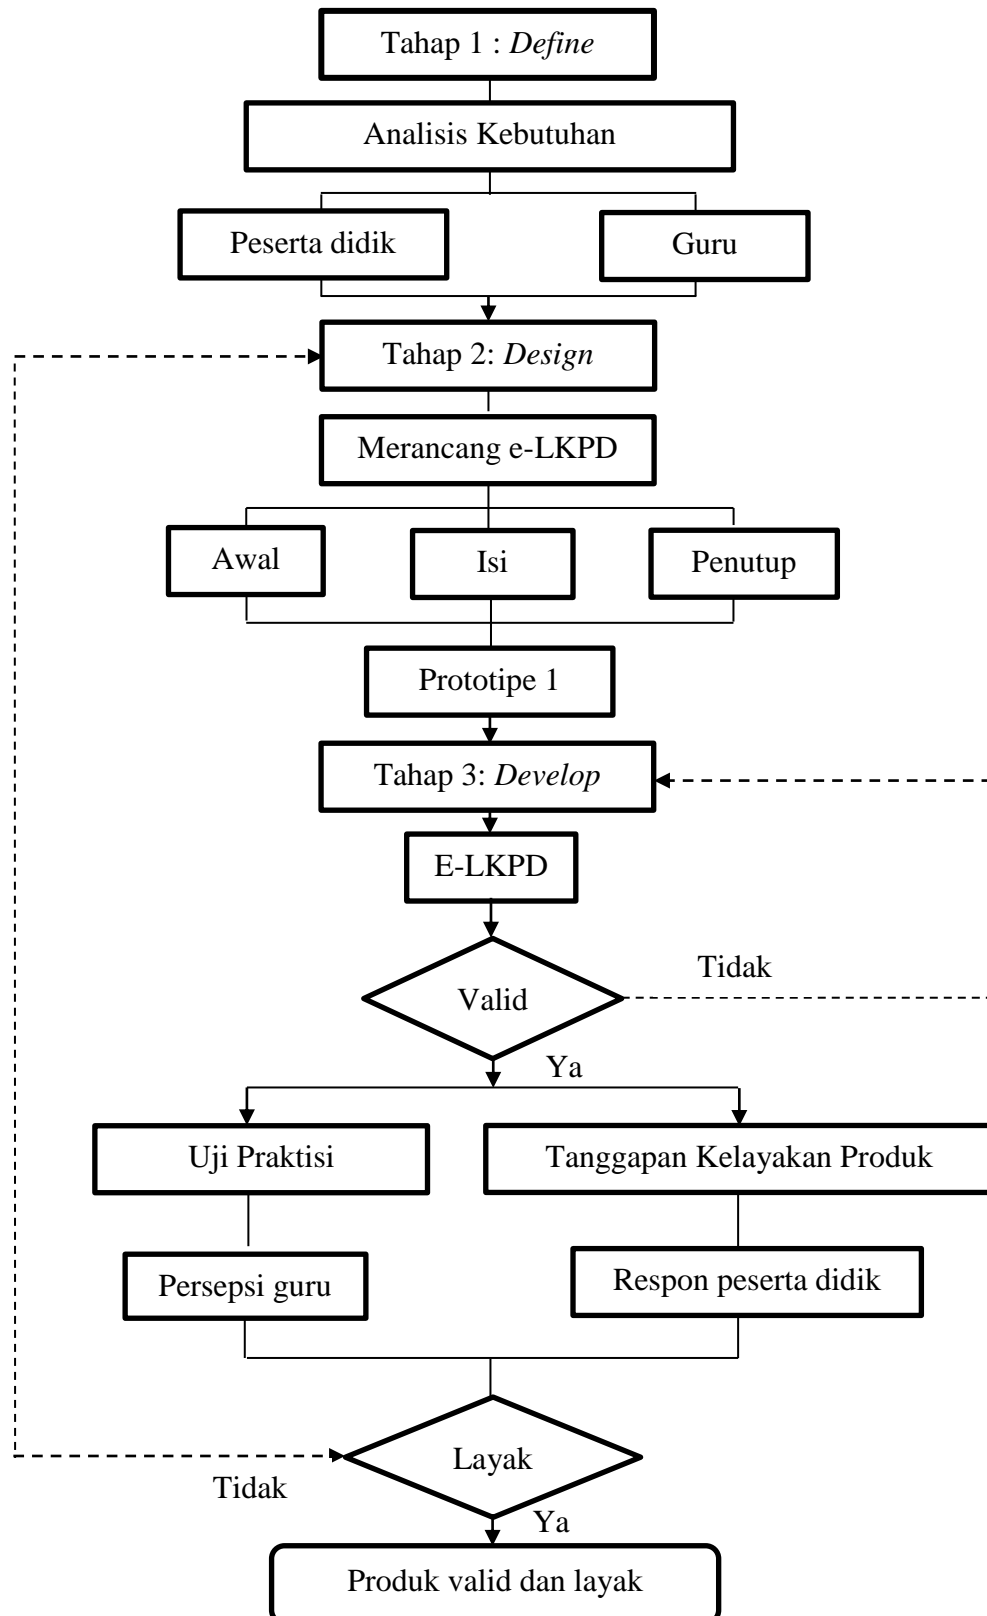 Tahap 1 : Define
Analisis Kebutuhan
Peserta didik
Guru
Tahap 2: Design
Merancang e-LKPD
Awal
Isi
Penutup
Prototipe 1
Tahap 3: Develop
E-LKPD
Valid
Tidak
Ya
Uji Praktisi
Tanggapan Kelayakan Produk
Persepsi guru
Respon peserta didik
Layak
Tidak
Ya
Produk valid dan layak